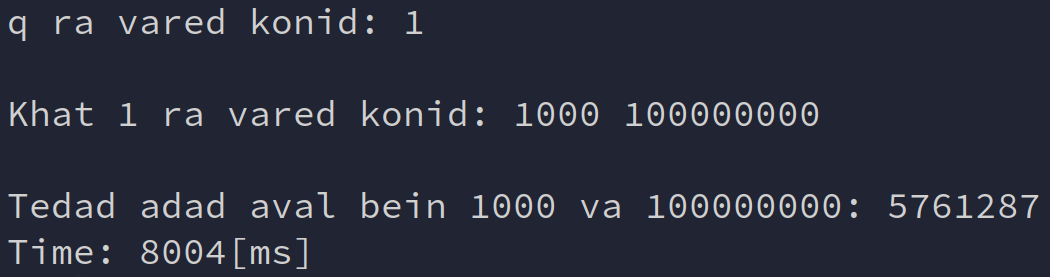 q ra vared konid: 1
Khat 1 ra vared konid: 1000 100000000
Tedad adad aval bein 1000 va 100000000: 5761287
Time: 8004[ms]